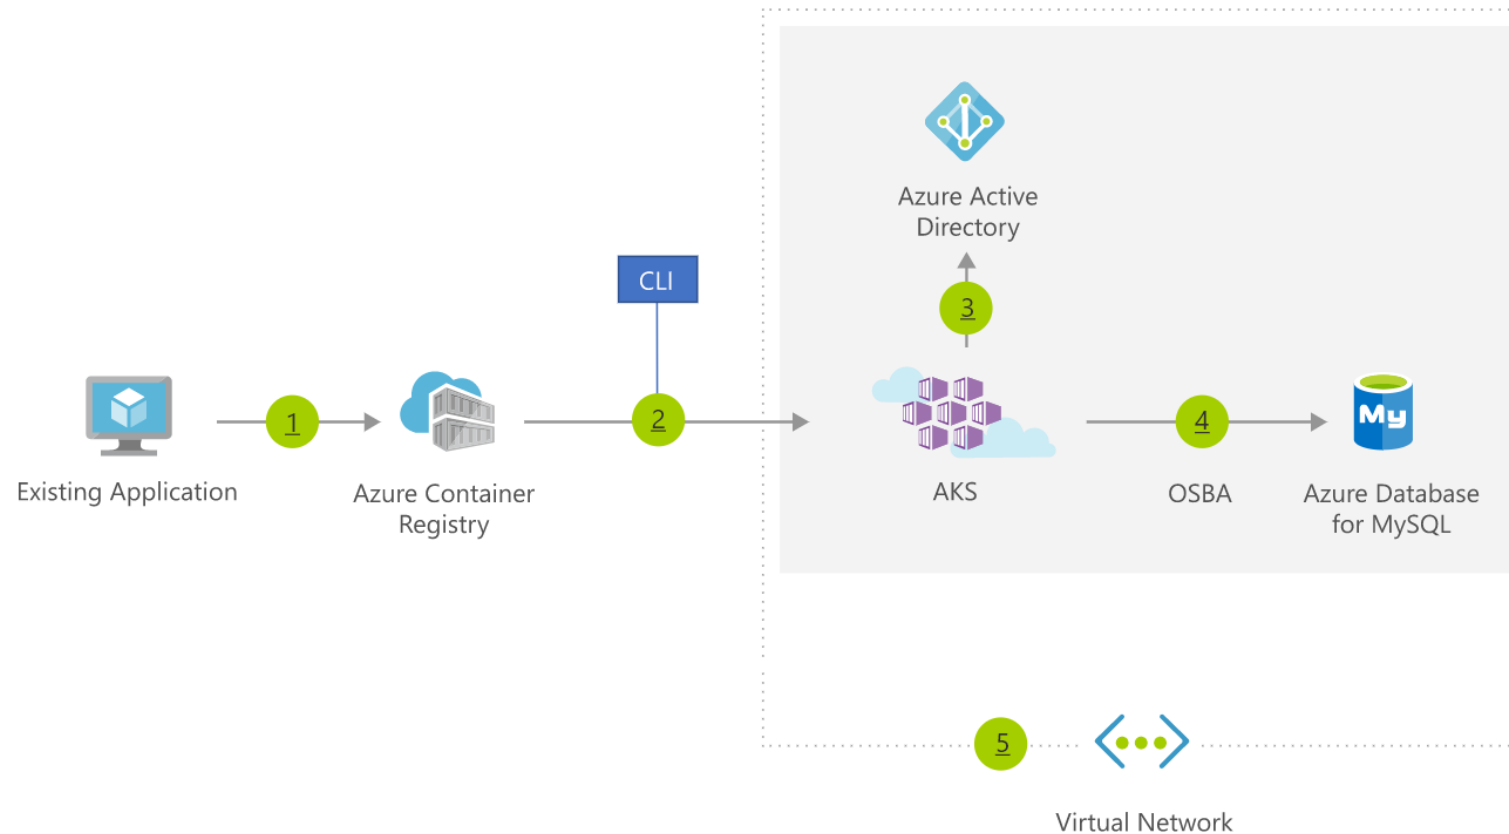 Azure Active
Directory
CLI
3
1
2
4
My
Existing Application
Azure Container
Registry
AKS
OSBA
Azure Database
for MySQL
5
Virtual Network